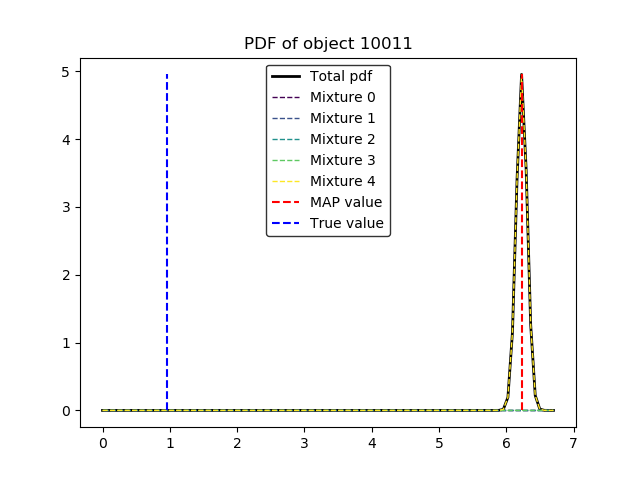 PDF of object 10011
5
4
3
2
1
0
Total pdf
Mixture 0
Mixture 1
Mixture 2
Mixture 3
Mixture 4
MAP value
True value
0 1 2 3 4 5 6 7